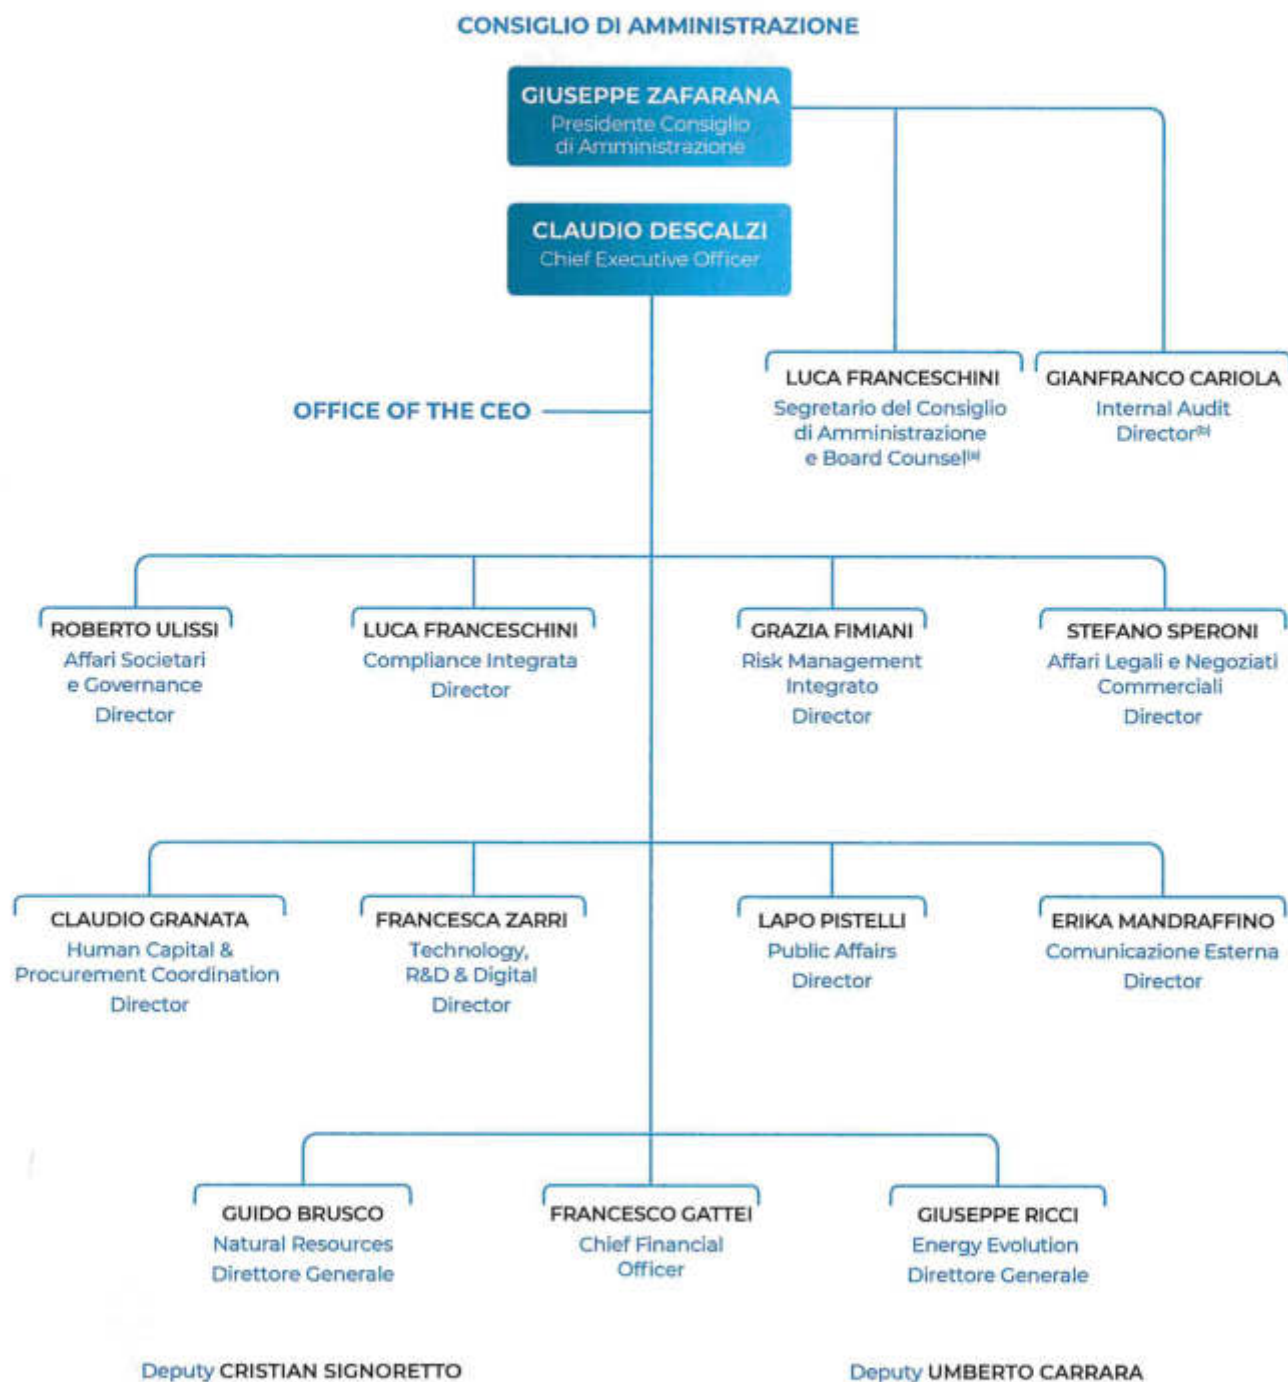 CONSIGLIO DI AMMINISTRAZIONE
GIUSEPPE ZAFARANA
Presidente Consiglio
di Amministrazione
CLAUDIO DESCALZI
Chief Executive Officer
LUCA FRANCESCHINI
Segretario del Consiglio
di Amministrazione
e Board Counsel(a)
GIANFRANCO CARIOLA
Internal Audit
Director(b)
OFFICE OF THE CEO
ROBERTO ULISSI
Affari Societari
e Governance
Director
LUCA FRANCESCHINI
Compliance Integrata
Director
GRAZIA FIMIANI
Risk Management
Integrato
Director
STEFANO SPERONI
Affari Legali e Negoziati
Commerciali
Director
CLAUDIO GRANATA
Human Capital &
Procurement Coordination
Director
FRANCESCA ZARRI
Technology,
R&D & Digital
Director
LAPO PISTELLI
Public Affairs
Director
ERIKA MANDRAFFINO
Comunicazione Esterna
Director
GUIDO BRUSCO
Natural Resources
Direttore Generale
FRANCESCO GATTEI
Chief Financial
Officer
GIUSEPPE RICCI
Energy Evolution
Direttore Generale
Deputy CRISTIAN SIGNORETTO
Deputy UMBERTO CARRARA